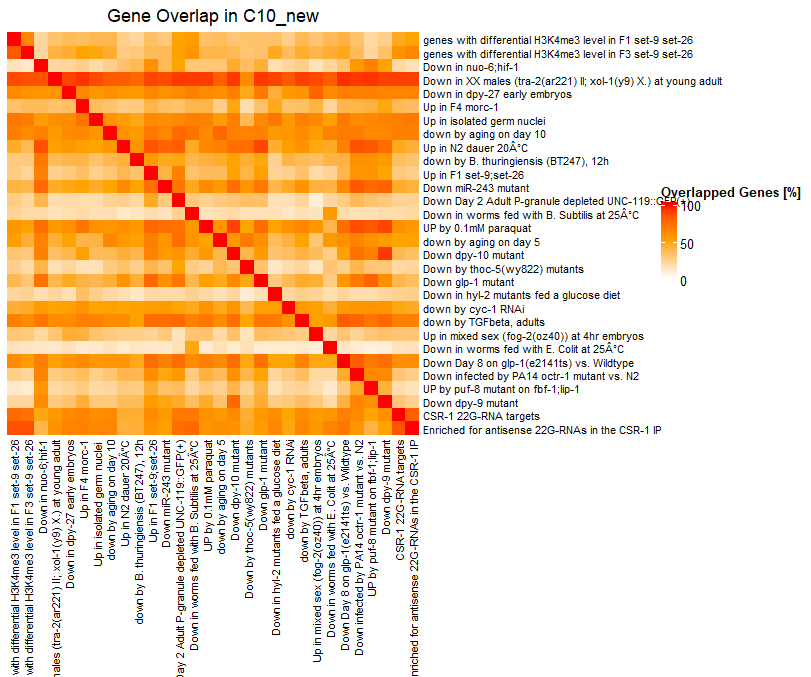 Gene Overlap in C10_new
genes with differential H3K4me3 level in F1 set-9 set-26
genes with differential H3K4me3 level in F3 set-9 set-26
Down in nuo-6;hif-1
Down in XX males (tra-2(ar221) II; xol-1(y9) X.) at young adult
Down in dpy-27 early embryos
Up in F4 morc-1
Up in isolated germ nuclei
down by aging on day 10
Up in N2 dauer 20Â°C
down by B. thuringiensis (BT247), 12h
Up in F1 set-9;set-26
Down miR-243 mutant
Down Day 2 Adult P-granule depleted UNC-119::GFP(+)
Down in worms fed with B. Subtilis at 25Â°C
UP by 0.1mM paraquat
down by aging on day 5
Down dpy-10 mutant
Down by thoc-5(wy822) mutants
Down glp-1 mutant
Down in hyl-2 mutants fed a glucose diet
down by cyc-1 RNAi
down by TGFbeta, adults
Up in mixed sex (fog-2(oz40)) at 4hr embryos
Down in worms fed with E. Colit at 25Â°C
Down Day 8 on glp-1(e2141ts) vs. Wildtype
Down infected by PA14 octr-1 mutant vs. N2
UP by puf-8 mutant on fbf-1;lip-1
Down dpy-9 mutant
CSR-1 22G-RNA targets
Enriched for antisense 22G-RNAs in the CSR-1 IP
Overlapped Genes [%]
100
50
0
with differential H3K4me3 level in F1 set-9 set-26
with differential H3K4me3 level in F3 set-9 set-26
Down in nuo-6;hif-1
males (tra-2(ar221) II; xol-1(y9) X.) at young adult
Down in dpy-27 early embryos
Up in F4 morc-1
Up in isolated germ nuclei
down by aging on day 10
Up in N2 dauer 20Â°C
down by B. thuringiensis (BT247), 12h
Up in F1 set-9;set-26
Down miR-243 mutant
Day 2 Adult P-granule depleted UNC-119::GFP(+)
Down in worms fed with B. Subtilis at 25Â°C
UP by 0.1mM paraquat
down by aging on day 5
Down dpy-10 mutant
Down by thoc-5(wy822) mutants
Down glp-1 mutant
Down in hyl-2 mutants fed a glucose diet
down by cyc-1 RNAi
down by TGFbeta, adults
Up in mixed sex (fog-2(oz40)) at 4hr embryos
Down in worms fed with E. Colit at 25Â°C
Down Day 8 on glp-1(e2141ts) vs. Wildtype
Down infected by PA14 octr-1 mutant vs. N2
UP by puf-8 mutant on fbf-1;lip-1
Down dpy-9 mutant
CSR-1 22G-RNA targets
nriched for antisense 22G-RNAs in the CSR-1 IP